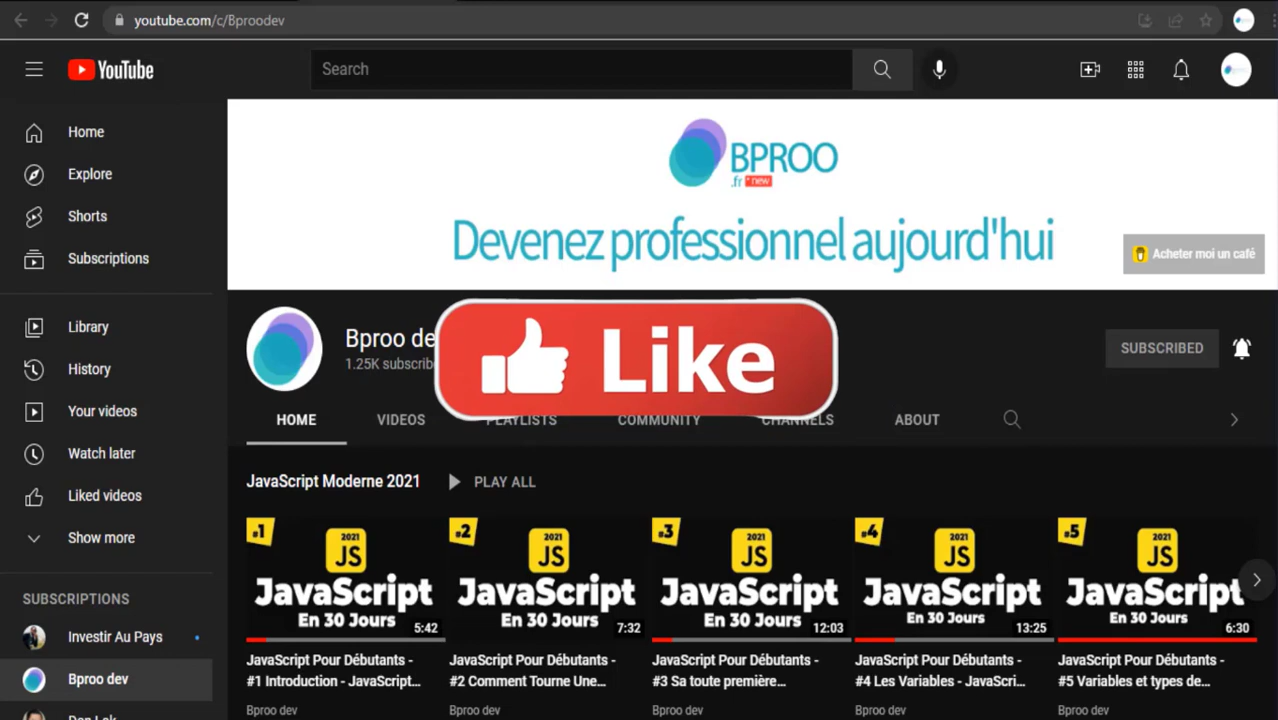 youtube.com/c/Bproodev
YouTube
Search
Home
Explore
Shorts
Subscriptions
Library
History
Your videos
Watch later
Liked videos
Show more
SUBSCRIPTIONS
Investir Au Pays
Bproo dev
BPROO
.fr * new
Devenez professionnel aujourd'hui
Acheter moi un café
Bproo de
1.25K subscribe
Like
SUBSCRIBED
HOME VIDEOS PLAYLISTS COMMUNITY CHANNELS ABOUT
JavaScript Moderne 2021 PLAY ALL
#1
2021
JS
JavaScript
En 30 Jours
5:42
JavaScript Pour Débutants -
#1 Introduction - JavaScript...
Bproo dev
#2
2021
JS
JavaScript
En 30 Jours
7:32
JavaScript Pour Débutants -
#2 Comment Tourne Une...
Bproo dev
#3
2021
JS
JavaScript
En 30 Jours
12:03
JavaScript Pour Débutants -
#3 Sa toute première...
Bproo dev
#4
2021
JS
JavaScript
En 30 Jours
13:25
JavaScript Pour Débutants -
#4 Les Variables - JavaScri...
Bproo dev
#5
2021
JS
JavaScript
En 30 Jours
6:30
JavaScript Pour Débutants -
#5 Variables et types de...
Bproo dev